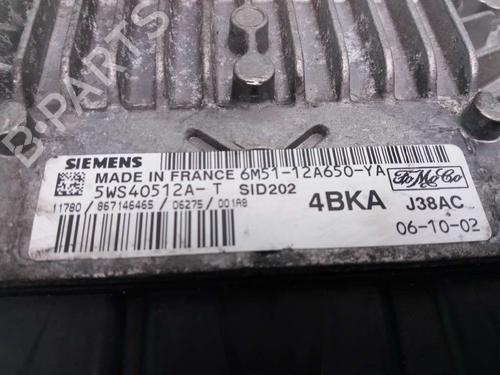 B-PARTS
SIEMENS
MADE IN FRANCE 6M51-12A650-YA
FoMoCo
5WS40512A-T SID202
4BKA J38AC
11780 / 867146465 / 06275 / 001A8
06-10-02